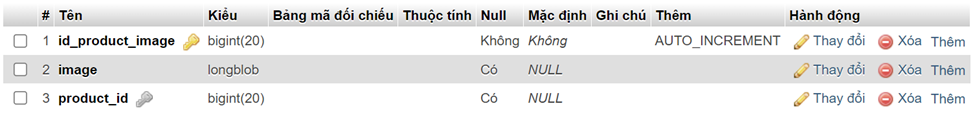 # Tên Kiểu Bảng mã đối chiếu Thuộc tính Null Mặc định Ghi chú Thêm Hành động
1 id_product_image bigint(20) Không Không AUTO_INCREMENT Thay đổi Xóa Thêm
2 image longblob Có NULL Thay đổi Xóa Thêm
3 product_id bigint(20) Có NULL Thay đổi Xóa Thêm